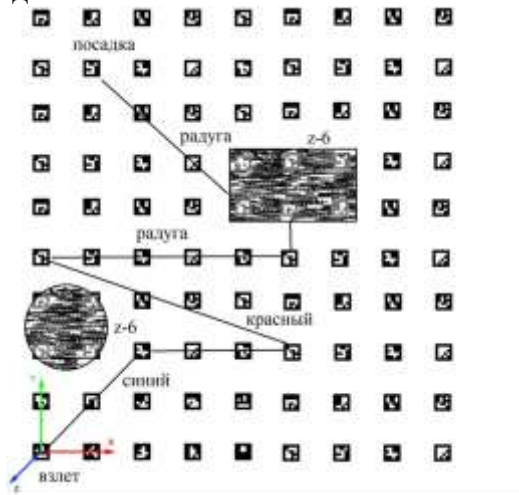 посадка
радуга
z-6
радуга
красный
z-6
синий
взлет